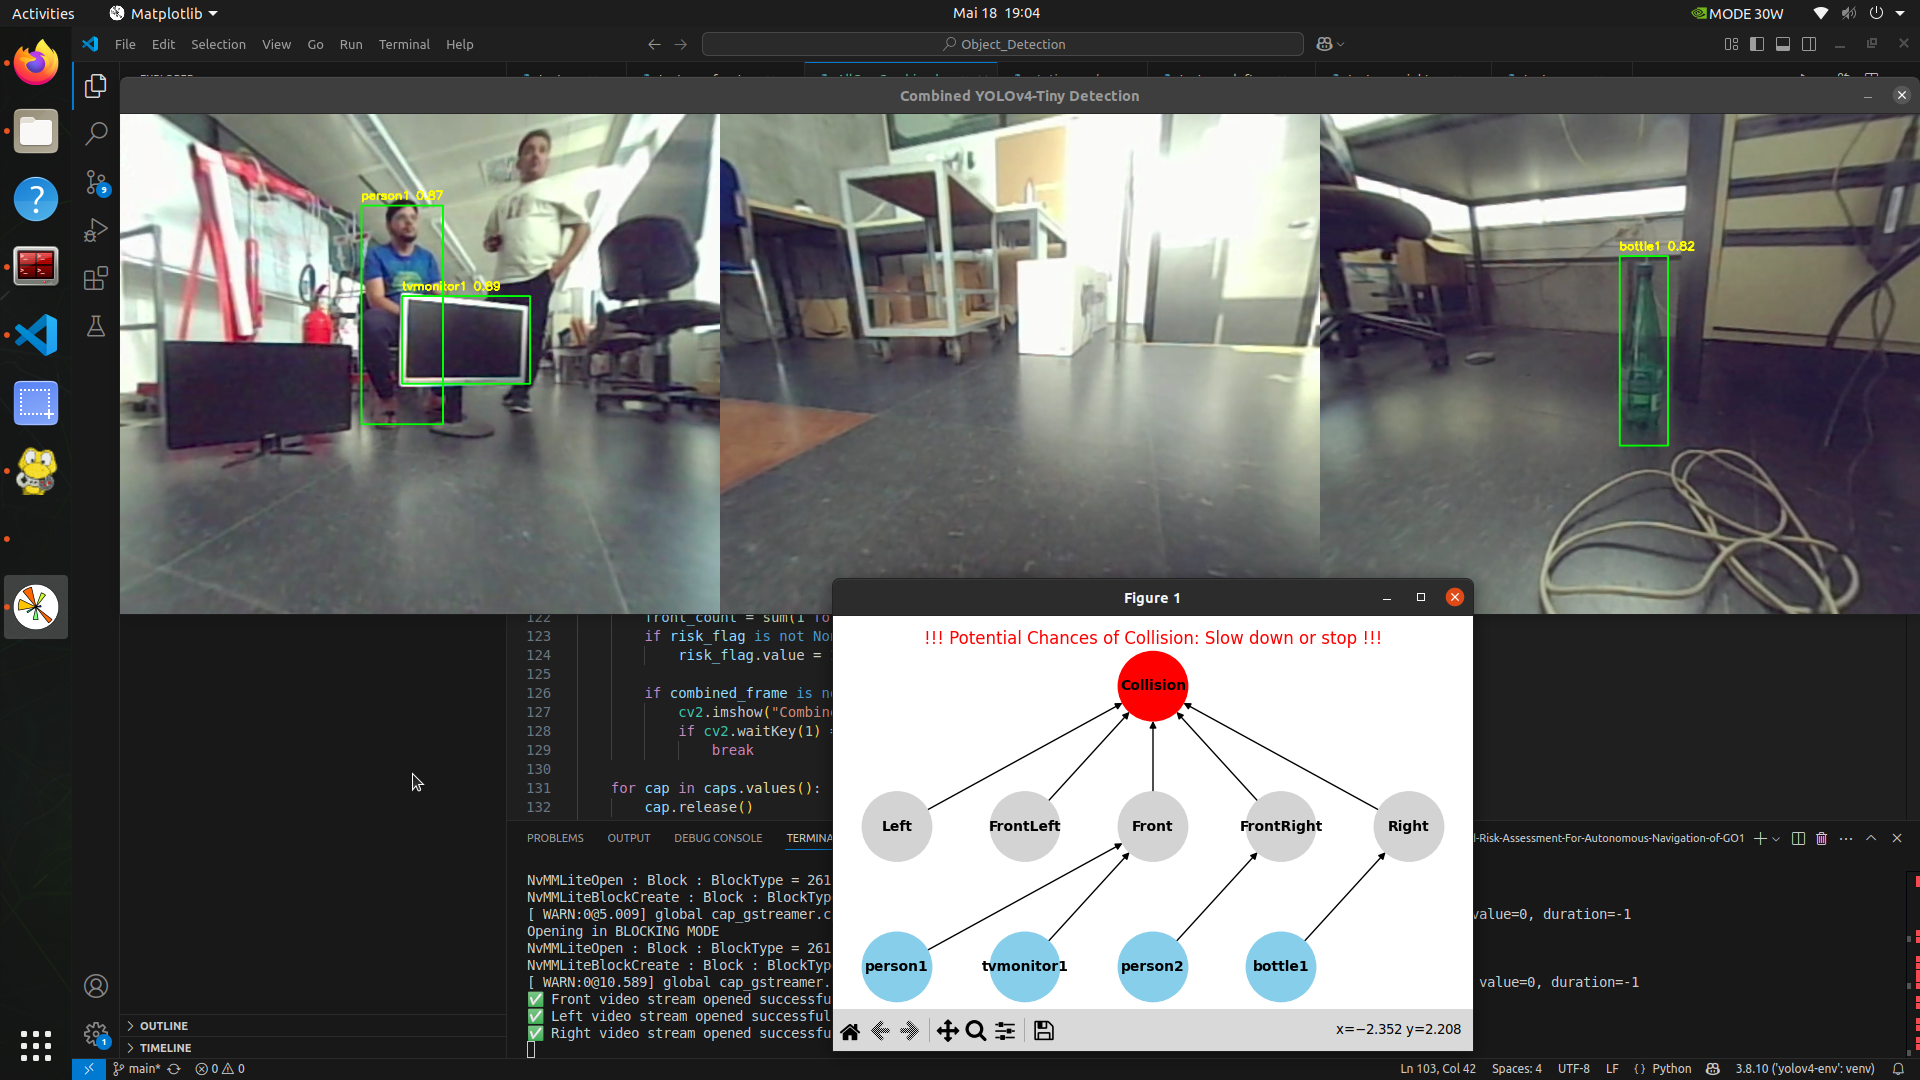 Activities
Matplotlib
Mai 18 19:04
MODE 30W
File Edit Selection View Go Run Terminal Help
Object_Detection
Combined YOLOv4-Tiny Detection
person1 0.87
tvmonitor1 0.89
bottle1 0.82
9
Figure 1
!!! Potential Chances of Collision: Slow down or stop !!!
Collision
Left FrontLeft Front FrontRight Right
person1 tvmonitor1 person2 bottle1
x=−2.352 y=2.208
122 front_count = sum(1
123 if risk_flag is not
124 risk_flag.value =
125
126 if combined_frame is
127 cv2.imshow("Combin
128 if cv2.waitKey(1)
129 break
130
131 for cap in caps.values():
132 cap.release()
PROBLEMS OUTPUT DEBUG CONSOLE TERMINA
l-Risk-Assessment-For-Autonomous-Navigation-of-GO1
NvMMLiteOpen : Block : BlockType = 261
NvMMLiteBlockCreate : Block : BlockTyp
[ WARN:0@5.009] global cap_gstreamer.c
value=0, duration=-1
Opening in BLOCKING MODE
NvMMLiteOpen : Block : BlockType = 261
NvMMLiteBlockCreate : Block : BlockTyp
[ WARN:0@10.589] global cap_gstreamer.
value=0, duration=-1
✅ Front video stream opened successfu
✅ Left video stream opened successful
✅ Right video stream opened successfu
OUTLINE
TIMELINE
1
main* 0 0
Ln 103, Col 42 Spaces: 4 UTF-8 LF {} Python 3.8.10 ('yolov4-env': venv)